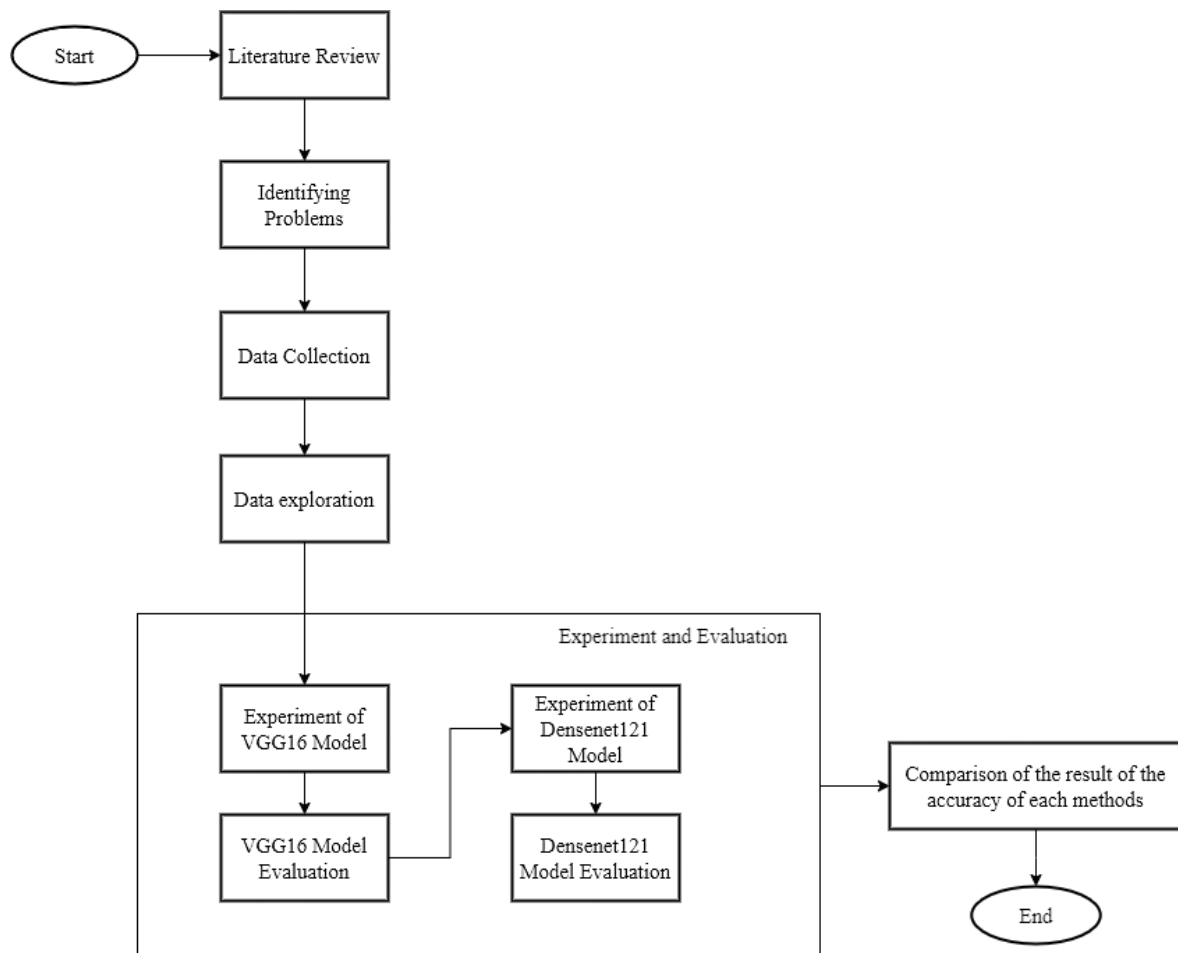 Start
Literature Review
Identifying
Problems
Data Collection
Data exploration
Experiment and Evaluation
Experiment of
VGG16 Model
VGG16 Model
Evaluation
Experiment of
Densenet121
Model
Densenet121
Model Evaluation
Comparison of the result of the
accuracy of each methods
End